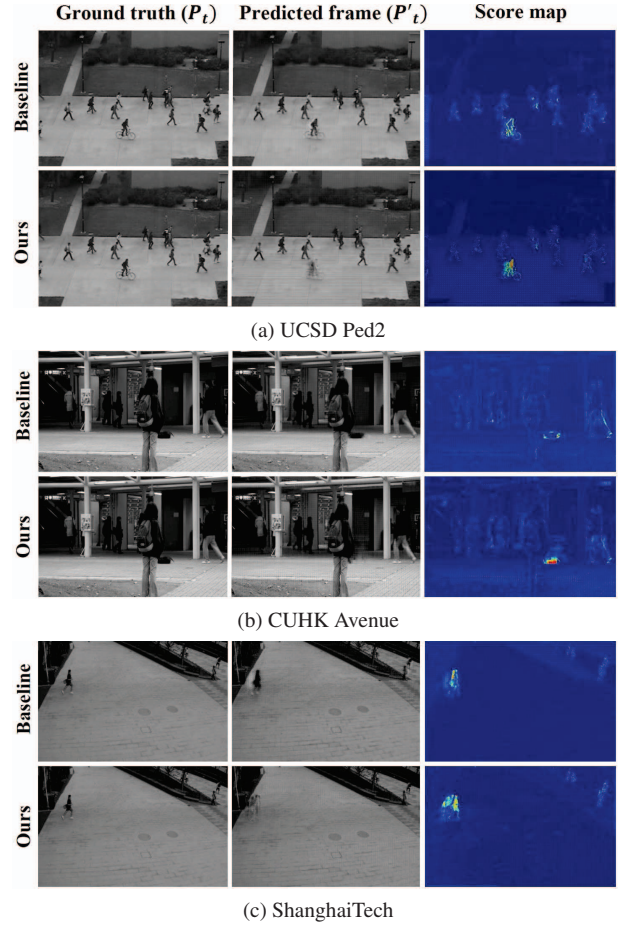 Ground truth (P_t) Predicted frame (P'_t) Score map
Baseline
Ours
(a) UCSD Ped2
Baseline
Ours
(b) CUHK Avenue
Baseline
Ours
(c) ShanghaiTech